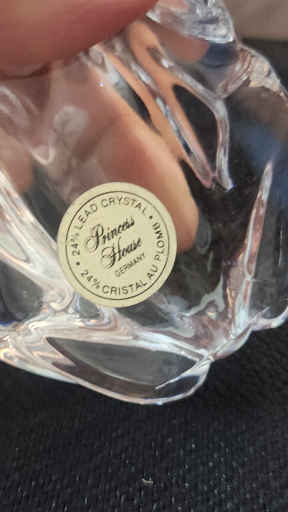 • 24% LEAD CRYSTAL •
Princess
House
GERMANY
24% CRISTAL AU PLOMB